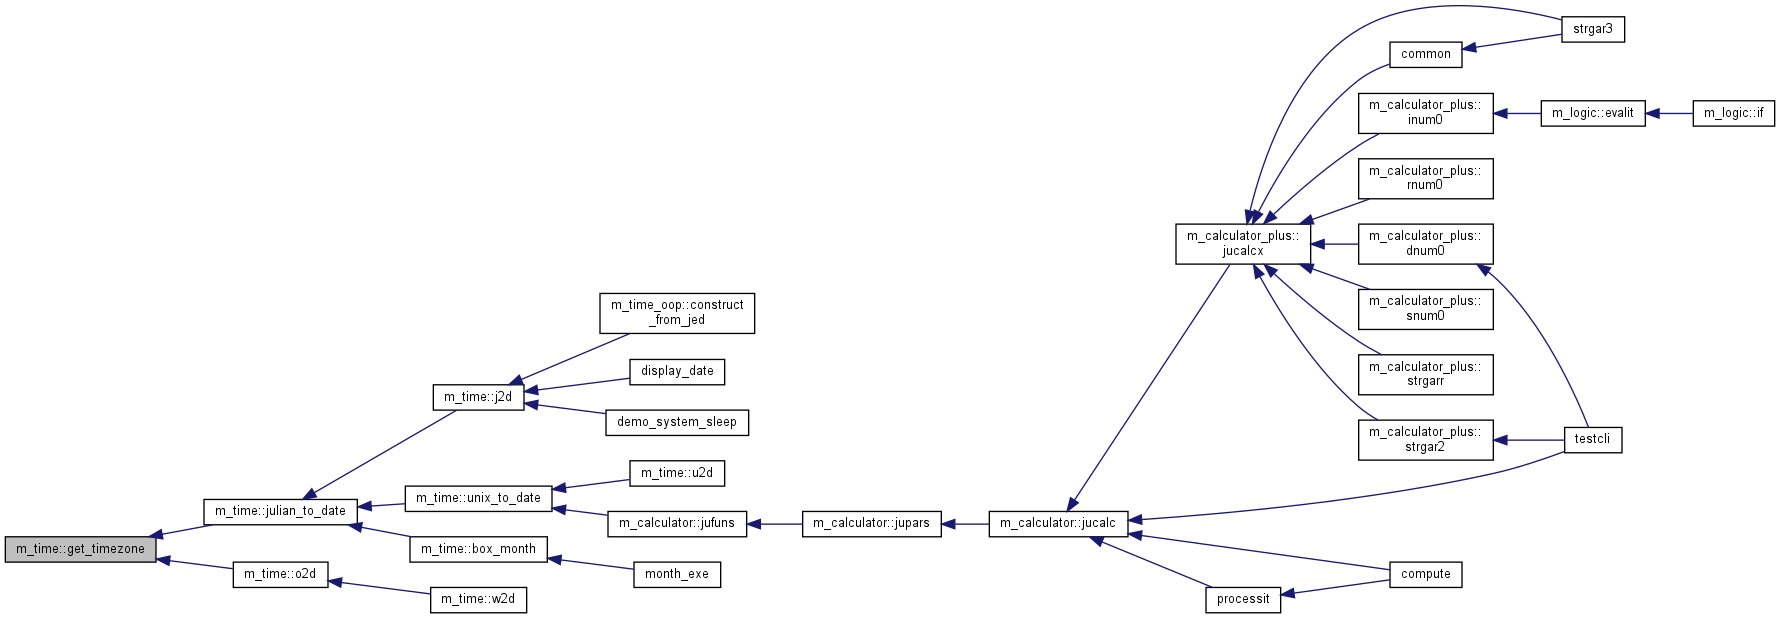 strgar3
common
m_calculator_plus::
inum0
m_logic::evalit
m_logic::if
m_calculator_plus::
rnum0
m_calculator_plus::
jucalcx
m_calculator_plus::
dnum0
m_calculator_plus::
snum0
m_time_oop::construct
_from_jed
m_calculator_plus::
strgarr
display_date
m_time::j2d
demo_system_sleep
m_calculator_plus::
strgar2
testcli
m_time::u2d
m_time::unix_to_date
m_time::julian_to_date
m_calculator::jufuns
m_calculator::jupars
m_calculator::jucalc
m_time::get_timezone
m_time::box_month
m_time::o2d
month_exe
compute
m_time::w2d
processit